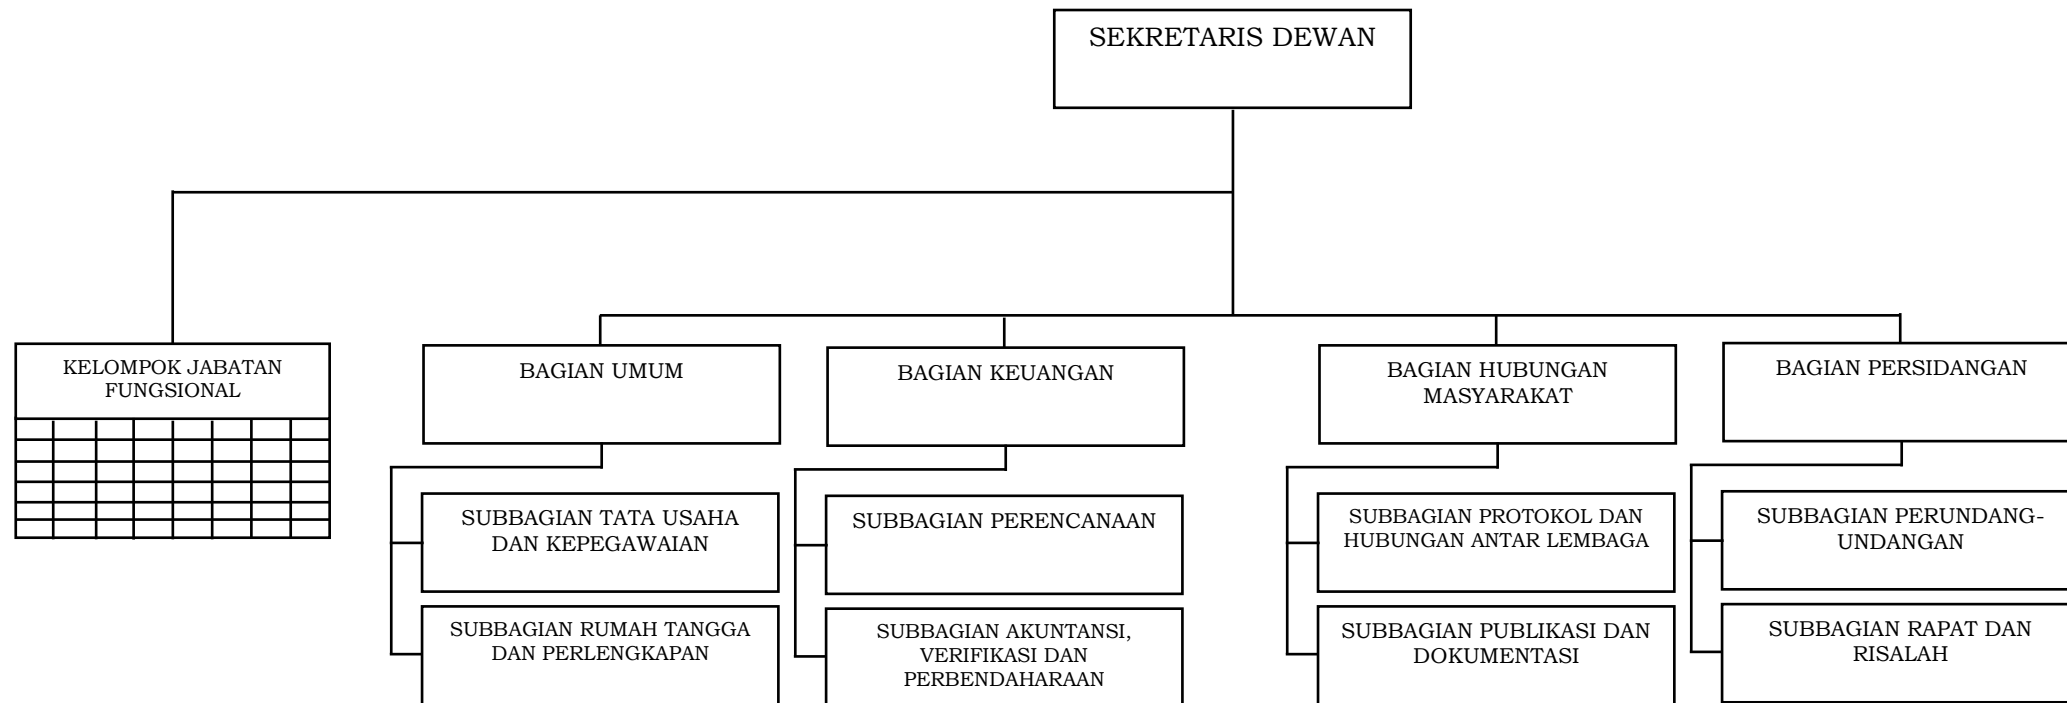 SEKRETARIS DEWAN
KELOMPOK JABATAN
FUNGSIONAL
BAGIAN UMUM
BAGIAN KEUANGAN
BAGIAN HUBUNGAN
MASYARAKAT
BAGIAN PERSIDANGAN
SUBBAGIAN TATA USAHA
DAN KEPEGAWAIAN
SUBBAGIAN PERENCANAAN
SUBBAGIAN PROTOKOL DAN
HUBUNGAN ANTAR LEMBAGA
SUBBAGIAN PERUNDANG-
UNDANGAN
SUBBAGIAN RUMAH TANGGA
DAN PERLENGKAPAN
SUBBAGIAN AKUNTANSI,
VERIFIKASI DAN
PERBENDAHARAAN
SUBBAGIAN PUBLIKASI DAN
DOKUMENTASI
SUBBAGIAN RAPAT DAN
RISALAH